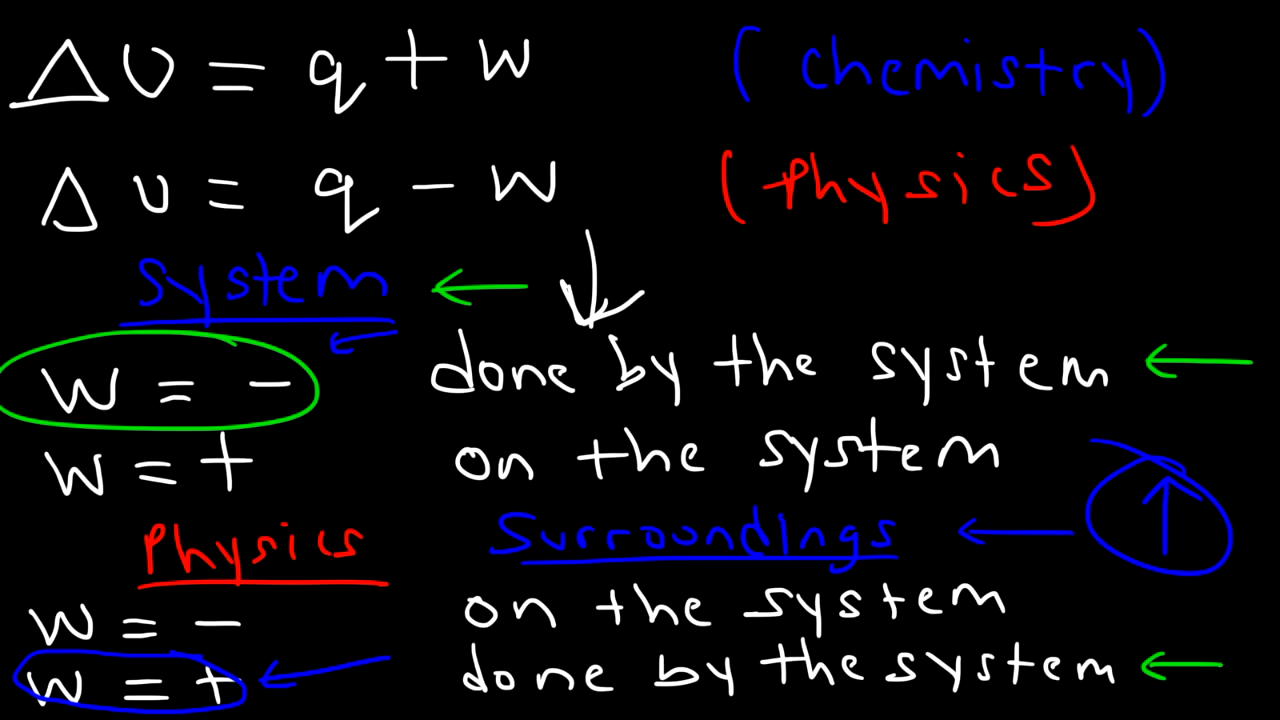 ΔU = q + w (chemistry)
ΔU = q - w (physics)
system
w = - done by the system
w = + on the system
Physics Surroundings
w = - on the system
w = + done by the system